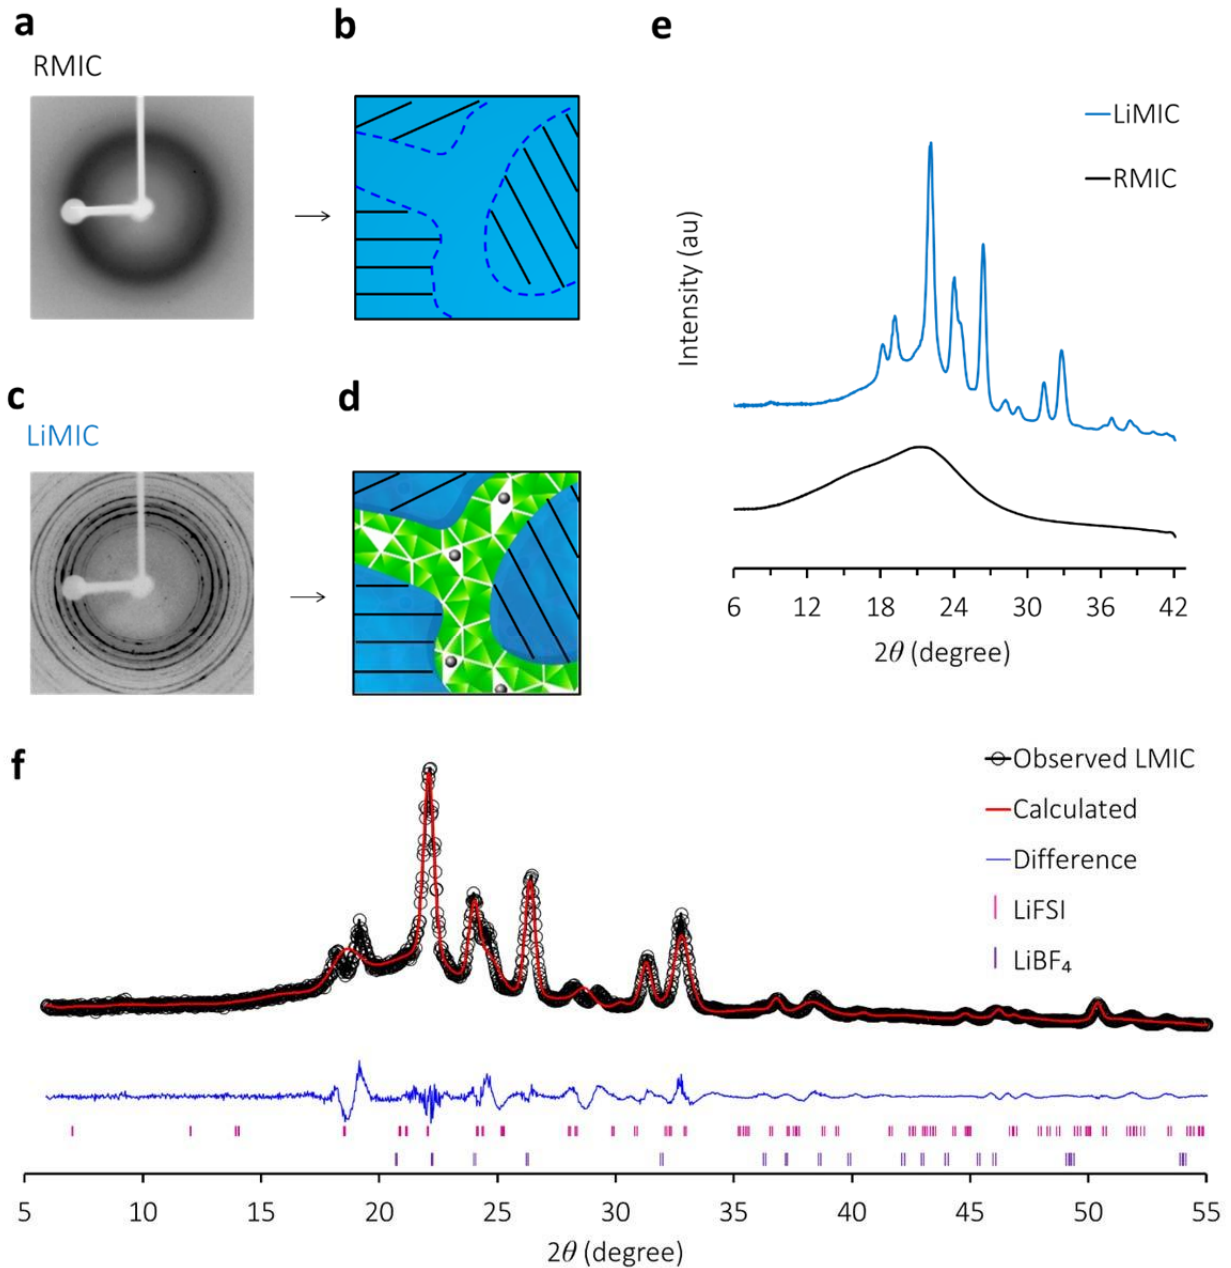 a
RMIC
b
c
LiMIC
d
e
LiMIC
RMIC
Intensity (au)
6 12 18 24 30 36 42
2θ (degree)
f
Observed LMIC
Calculated
Difference
LiFSI
LiBF₄
5 10 15 20 25 30 35 40 45 50 55
2θ (degree)